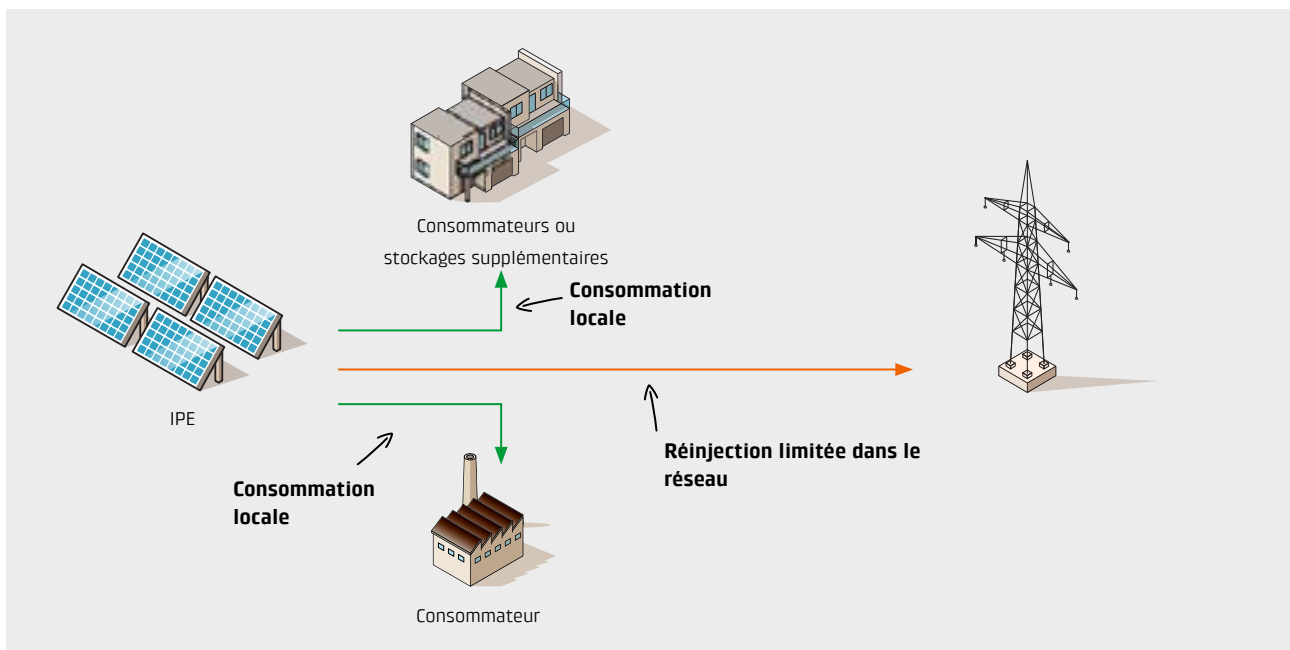 Consommateurs ou
stockages supplémentaires
Consommation
locale
IPE
Réinjection limitée dans le
réseau
Consommation
locale
Consommateur